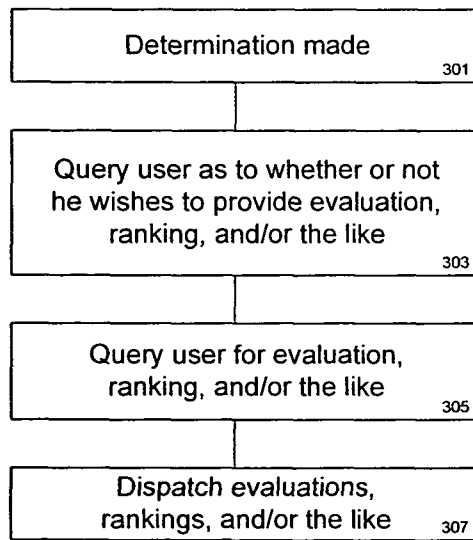 Determination made
301
Query user as to whether or not
he wishes to provide evaluation,
ranking, and/or the like
303
Query user for evaluation,
ranking, and/or the like
305
Dispatch evaluations,
rankings, and/or the like
307